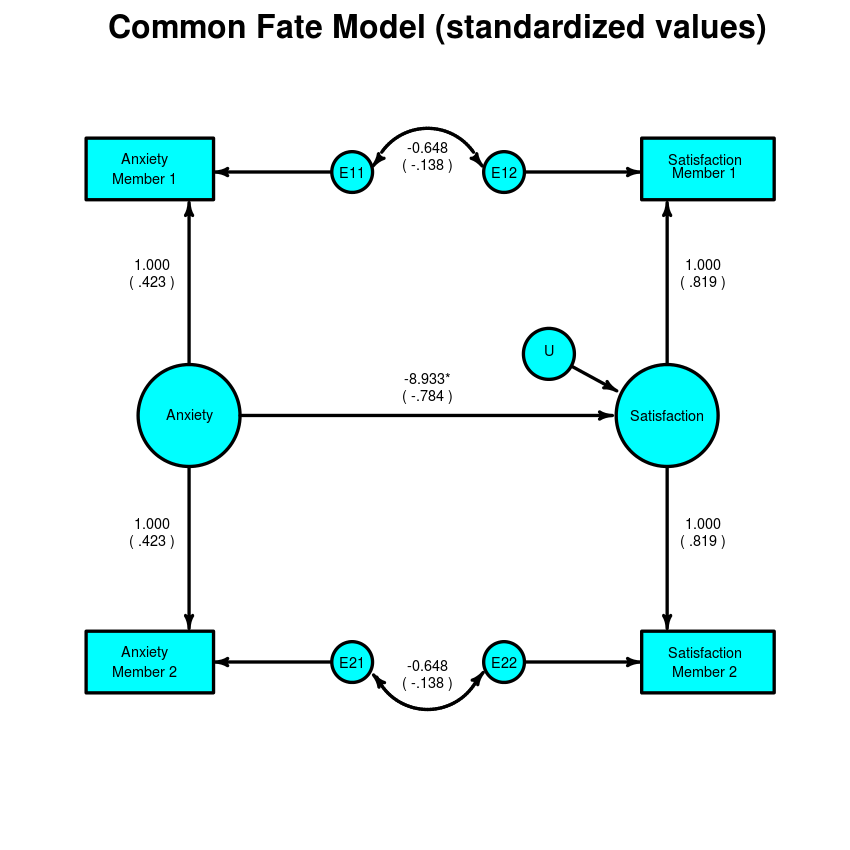 Common Fate Model (standardized values)
-0.648
( -.138 )
Anxiety
Member 1
E11
E12
Satisfaction
Member 1
1.000
( .423 )
1.000
( .819 )
U
-8.933*
( -.784 )
Anxiety
Satisfaction
1.000
( .423 )
1.000
( .819 )
Anxiety
Member 2
E21
-0.648
( -.138 )
E22
Satisfaction
Member 2